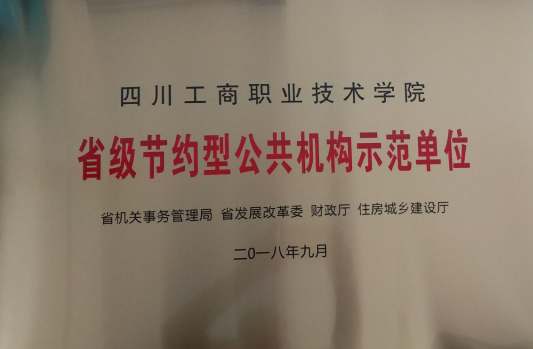 四川工商职业技术学院
省级节约型公共机构示范单位
省机关事务管理局 省发展改革委 财政厅 住房城乡建设厅
二〇一八年九月